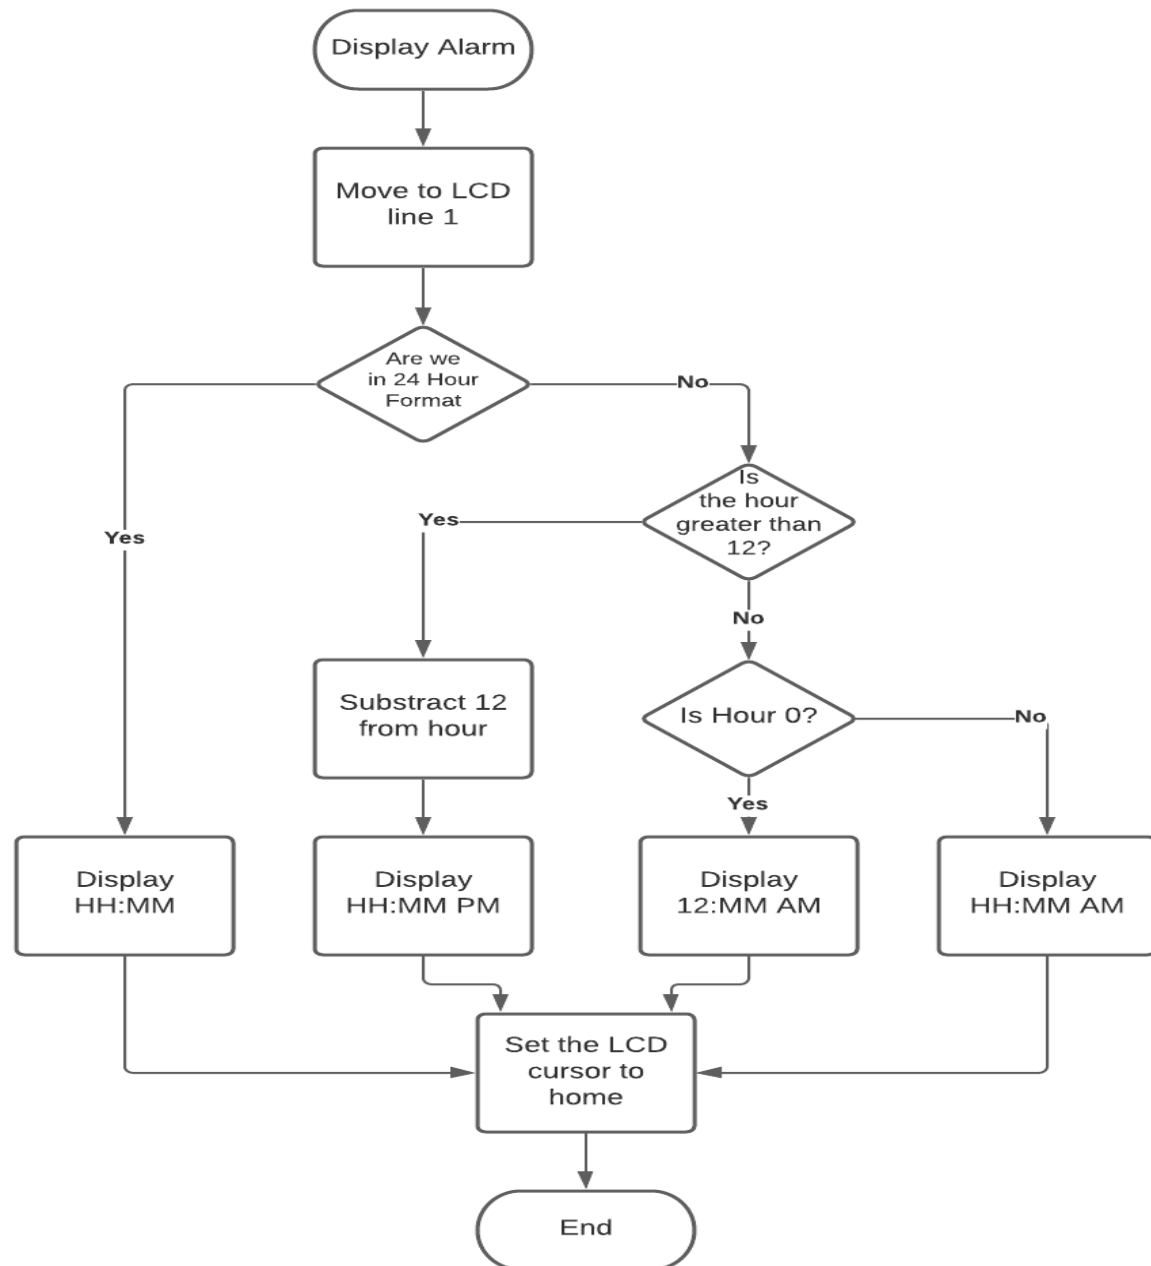 Display Alarm
Move to LCD
line 1
Are we
in 24 Hour
Format
No
Is
the hour
greater than
12?
Yes
Yes
No
Substract 12
from hour
Is Hour 0?
No
Yes
Display
HH:MM
Display
HH:MM PM
Display
12:MM AM
Display
HH:MM AM
Set the LCD
cursor to
home
End